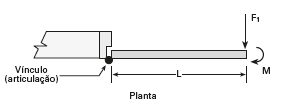 F₁
Vínculo
(articulação)
L
M
Planta